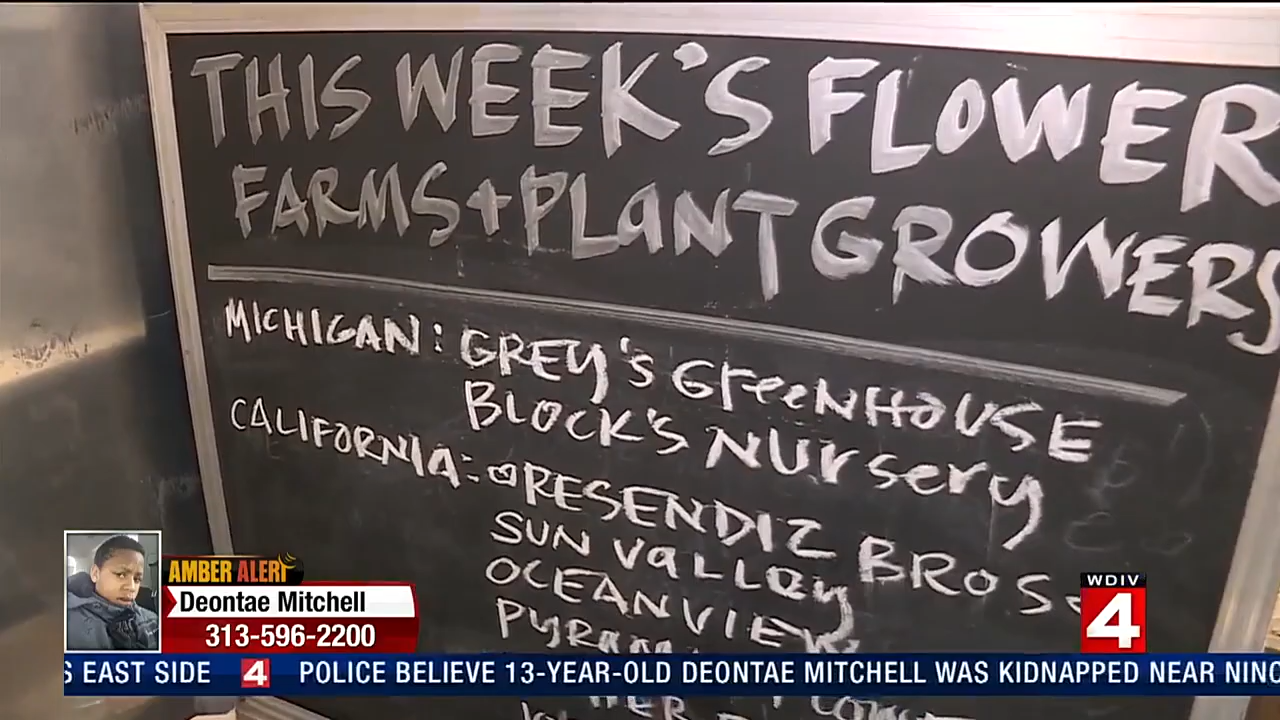 THIS WEEK'S FLOWER
FARMS + PLANT GROWERS
MICHIGAN: GREY'S GREENHOUSE
BLOCK'S NURSERY
CALIFORNIA: RESENDIZ BROS.
SUN VALLEY
OCEANVIEW
AMBER ALERT
Deontae Mitchell
313-596-2200
WDIV
4
S EAST SIDE 4 POLICE BELIEVE 13-YEAR-OLD DEONTAE MITCHELL WAS KIDNAPPED NEAR NINC